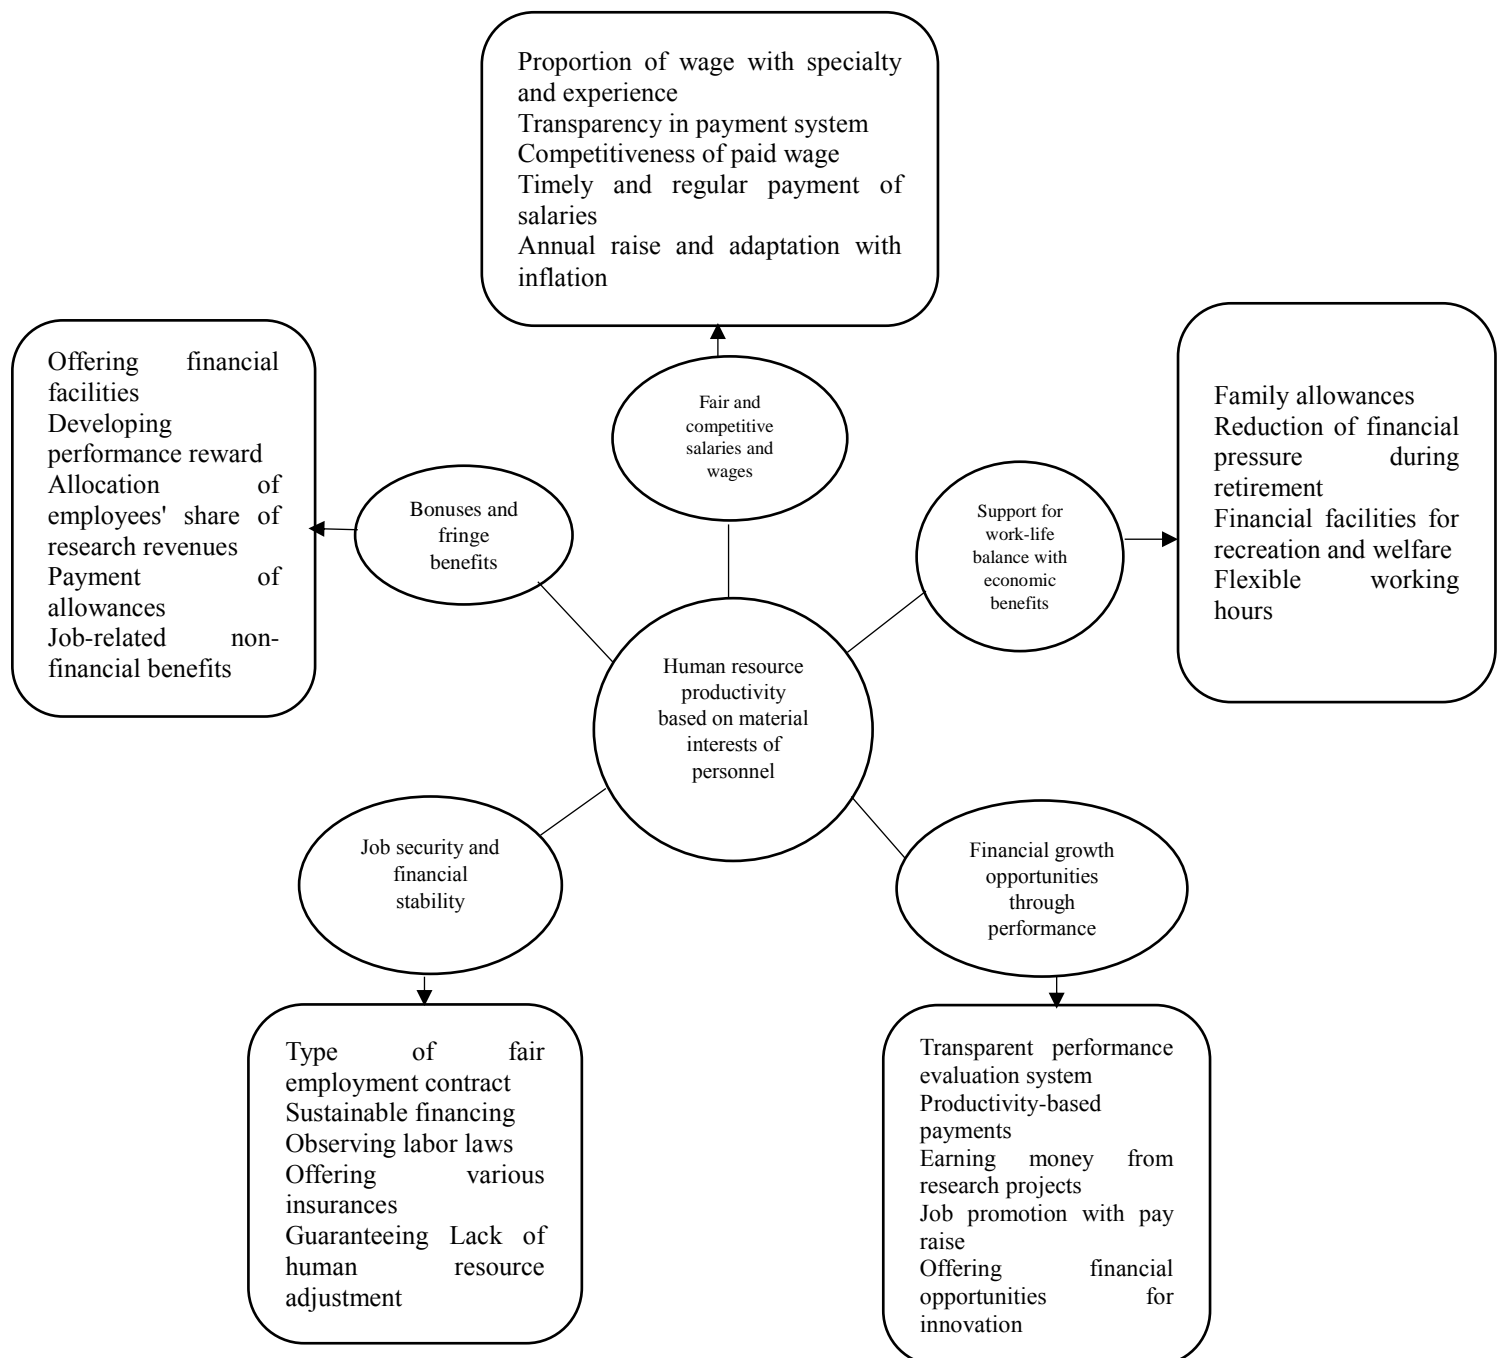 Proportion of wage with specialty
and experience
Transparency in payment system
Competitiveness of paid wage
Timely and regular payment of
salaries
Annual raise and adaptation with
inflation
Offering financial
facilities
Developing
performance reward
Allocation of
employees' share of
research revenues
Payment of
allowances
Job-related non-
financial benefits
Fair and
competitive
salaries and
wages
Family allowances
Reduction of financial
pressure during
retirement
Financial facilities for
recreation and welfare
Flexible working
hours
Bonuses and
fringe
benefits
Support for
work-life
balance with
economic
benefits
Human resource
productivity
based on material
interests of
personnel
Job security and
financial
stability
Financial growth
opportunities
through
performance
Type of fair
employment contract
Sustainable financing
Observing labor laws
Offering various
insurances
Guaranteeing Lack of
human resource
adjustment
Transparent performance
evaluation system
Productivity-based
payments
Earning money from
research projects
Job promotion with pay
raise
Offering financial
opportunities for
innovation